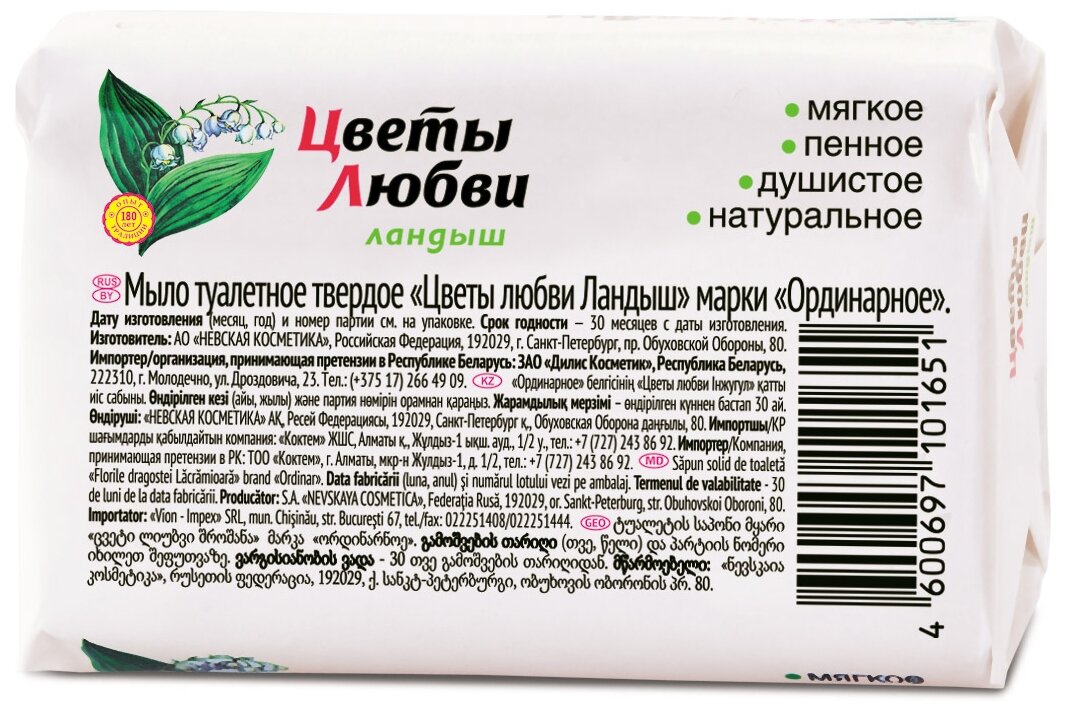 Цветы
Любви
ландыш
ОПЫТ
180
лет
ТРАДИЦИЙ
• мягкое
• пенное
• душистое
• натуральное
RUS
BY
Мыло туалетное твердое «Цветы любви Ландыш» марки «Ординарное».
Дату изготовления (месяц, год) и номер партии см. на упаковке. Срок годности – 30 месяцев с даты изготовления.
Изготовитель: АО «НЕВСКАЯ КОСМЕТИКА», Российская Федерация, 192029, г. Санкт-Петербург, пр. Обуховской Обороны, 80.
Импортер/организация, принимающая претензии в Республике Беларусь: ЗАО «Дилис Косметик», Республика Беларусь,
222310, г. Молодечно, ул. Дроздовича, 23. Тел.: (+375 17) 266 49 09. KZ «Ординарное» белгісінің «Цветы любви Інжугүл» қатты
иіс сабыны. Өндірілген кезі (айы, жылы) және партия нөмірін орамнан қараңыз. Жарамдылық мерзімі – өндірілген күннен бастап 30 ай.
Өндіруші: «НЕВСКАЯ КОСМЕТИКА» АҚ, Ресей Федерациясы, 192029, Санкт-Петербург қ., Обуховская Оборона даңғылы, 80. Импортшы/ҚР
шағымдарды қабылдайтын компания: «Коктем» ЖШС, Алматы қ., Жулдыз-1 ықш. ауд., 1/2 у., тел.: +7 (727) 243 86 92. Импортер/Компания,
принимающая претензии в РК: ТОО «Коктем», г. Алматы, мкр-н Жулдыз-1, д. 1/2, тел.: +7 (727) 243 86 92. MD Săpun solid de toaletă
«Florile dragostei Lăcrămioară» brand «Ordinar». Data fabricării (luna, anul) și numărul lotului vezi pe ambalaj. Termenul de valabilitate - 30
de luni de la data fabricării. Producător: S.A. «NEVSKAYA COSMETICA», Federația Rusă, 192029, or. Sankt-Peterburg, str. Obuhovskoi Oboroni, 80.
Importator: «Vion - Impex» SRL, mun. Chișinău, str. București 67, tel./fax: 022251408/022251444. GEO ტუალეტის საპონი მყარი
«ცვეტი ლიუბვი შროშანა» მარკა «ორდინარნოე». გამოშვების თარიღი (თვე, წელი) და პარტიის ნომერი
იხილეთ შეფუთვაზე. ვარგისიანობის ვადა - 30 თვე გამოშვების თარიღიდან. მწარმოებელი: «ნევსკაია
კოსმეტიკა», რუსეთის ფედერაცია, 192029, ქ. სანკტ-პეტერბურგი, ობუხოვის ობორონის პრ. 80.
4 600697 101651
• мягкое